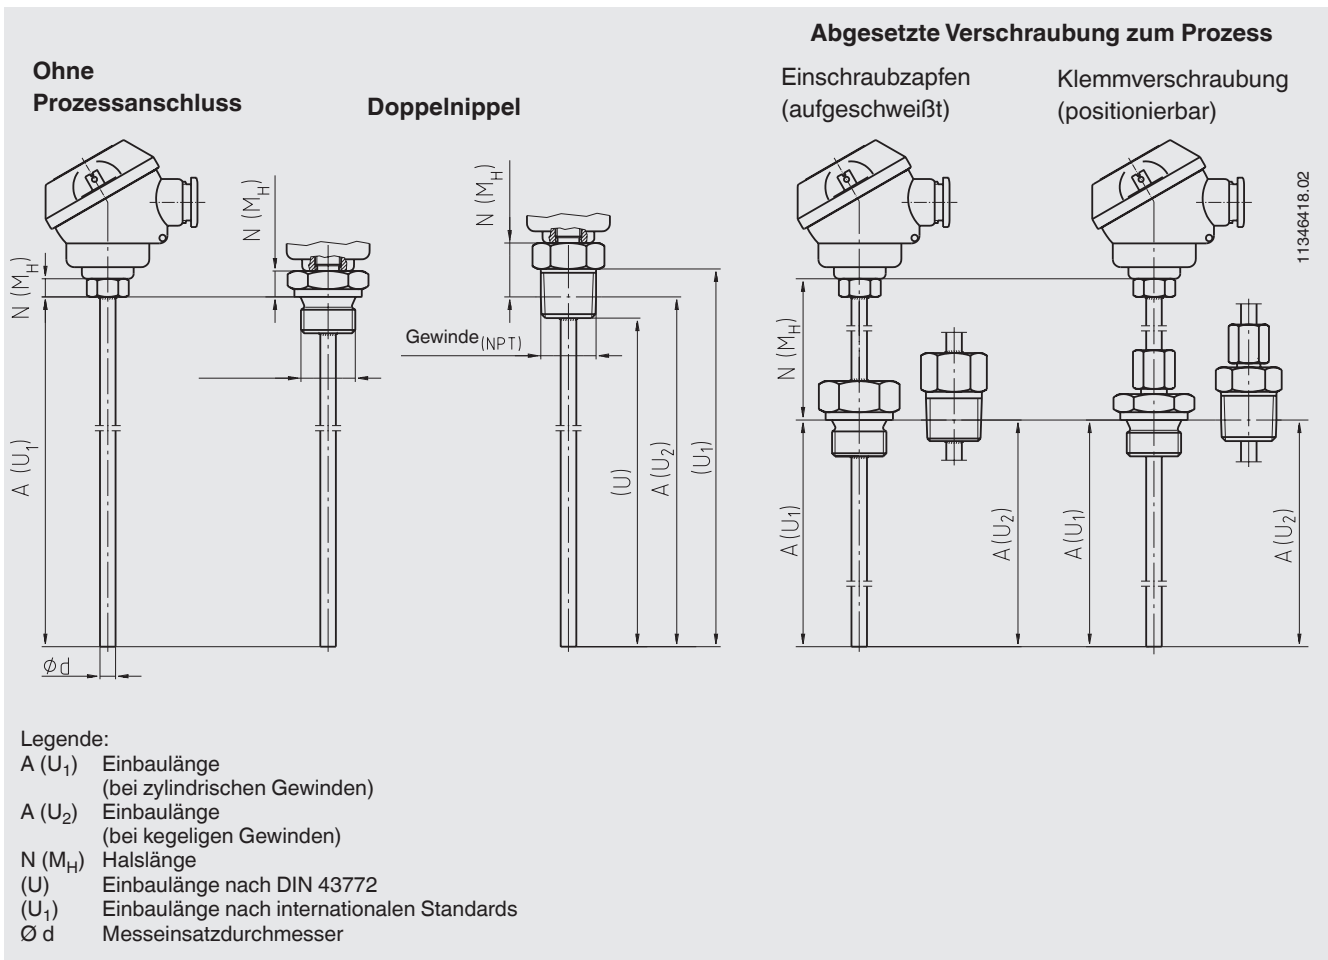 Abgesetzte Verschraubung zum Prozess
Ohne
Prozessanschluss
Doppelnippel
Einschraubzapfen
(aufgeschweißt)
Klemmverschraubung
(positionierbar)
11346418.02
N (MH)
N (MH)
N (MH)
N (MH)
Gewinde(NPT)
A (U1)
(U)
A (U2)
(U1)
A (U1)
A (U2)
A (U1)
A (U2)
Ød
Legende:
A (U1) Einbaulänge
(bei zylindrischen Gewinden)
A (U2) Einbaulänge
(bei kegeligen Gewinden)
N (MH) Halslänge
(U) Einbaulänge nach DIN 43772
(U1) Einbaulänge nach internationalen Standards
Ø d Messeinsatzdurchmesser